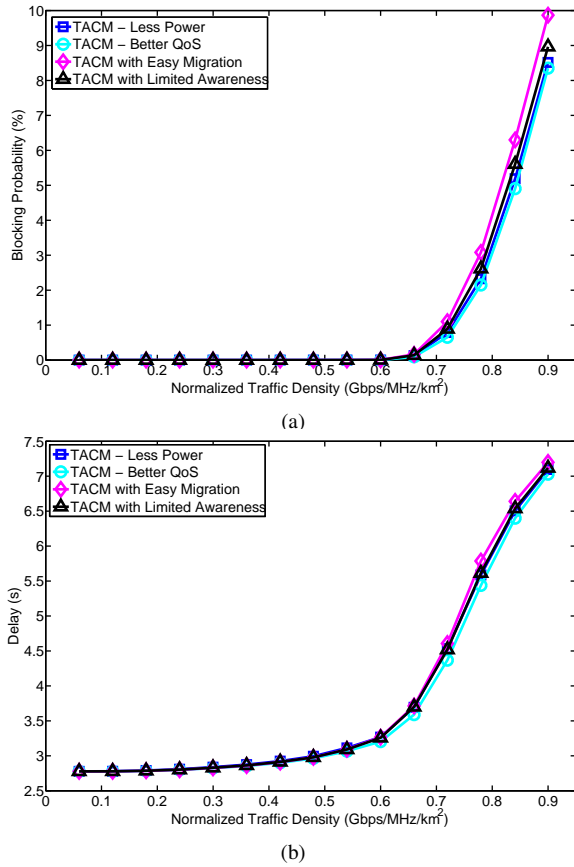 10
9
8
7
6
5
4
3
2
1
0
Blocking Probability (%)
TACM − Less Power
TACM − Better QoS
TACM with Easy Migration
TACM with Limited Awareness
0 0.1 0.2 0.3 0.4 0.5 0.6 0.7 0.8 0.9
Normalized Traffic Density (Gbps/MHz/km²)
(a)
7.5
7
6.5
6
5.5
5
4.5
4
3.5
3
2.5
Delay (s)
TACM − Less Power
TACM − Better QoS
TACM with Easy Migration
TACM with Limited Awareness
0 0.1 0.2 0.3 0.4 0.5 0.6 0.7 0.8 0.9
Normalized Traffic Density (Gbps/MHz/km²)
(b)